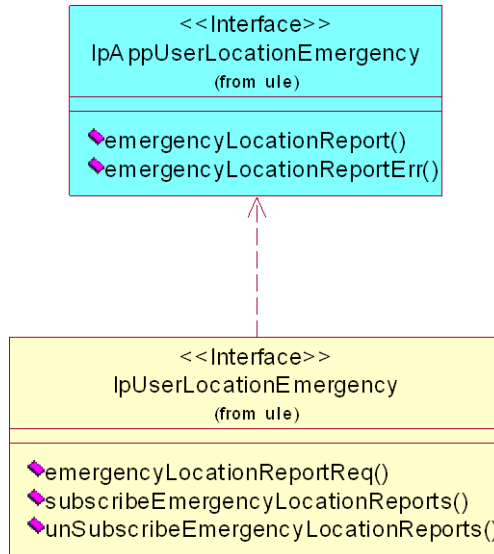 <<Interface>>
IpAppUserLocationEmergency
(from ule)
emergencyLocationReport()
emergencyLocationReportErr()
<<Interface>>
IpUserLocationEmergency
(from ule)
emergencyLocationReportReq()
subscribeEmergencyLocationReports()
unSubscribeEmergencyLocationReports()